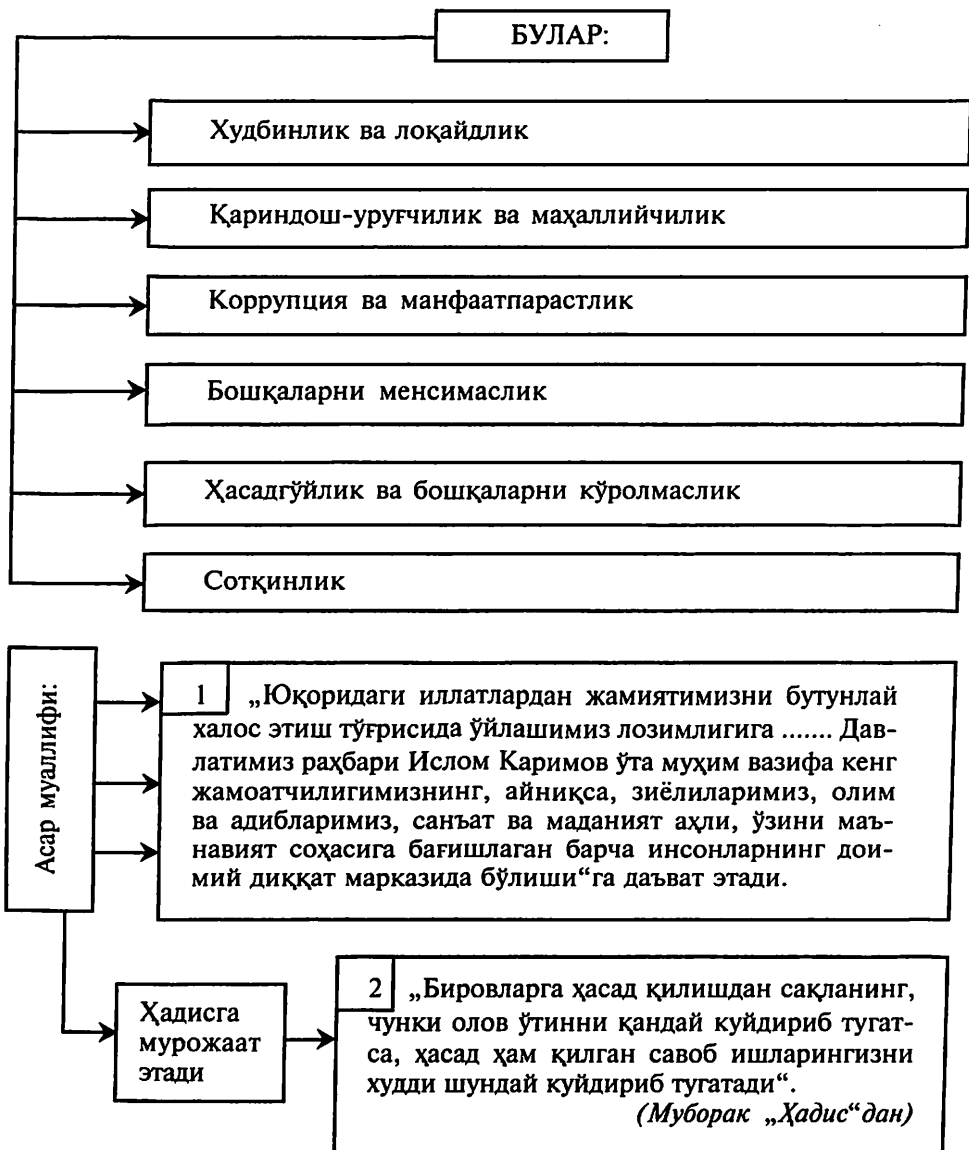 БУЛАР:
Худбинлик ва лоқайдлик
Қариндош-уруғчилик ва маҳаллийчилик
Коррупция ва манфаатпарастлик
Бошқаларни менсимаслик
Ҳасадгўйлик ва бошқаларни кўролмаслик
Сотқинлик
Асар муаллифи:
1 „Юқоридаги иллатлардан жамиятимизни бутунлай
халос этиш тўғрисида ўйлашимиз лозимлигига ....... Дав-
латимиз раҳбари Ислом Каримов ўта муҳим вазифа кенг
жамоатчилигимизнинг, айниқса, зиёлиларимиз, олим
ва адибларимиз, санъат ва маданият аҳли, ўзини маъ-
навият соҳасига бағишлаган барча инсонларнинг дои-
мий диққат марказида бўлиши“га даъват этади.
Ҳадисга
мурожаат
этади
2 „Бировларга ҳасад қилишдан сақланинг,
чунки олов ўтинни қандай куйдириб тугат-
са, ҳасад ҳам қилган савоб ишларингизни
худди шундай куйдириб тугатади“.
(Муборак „Ҳадис“дан)